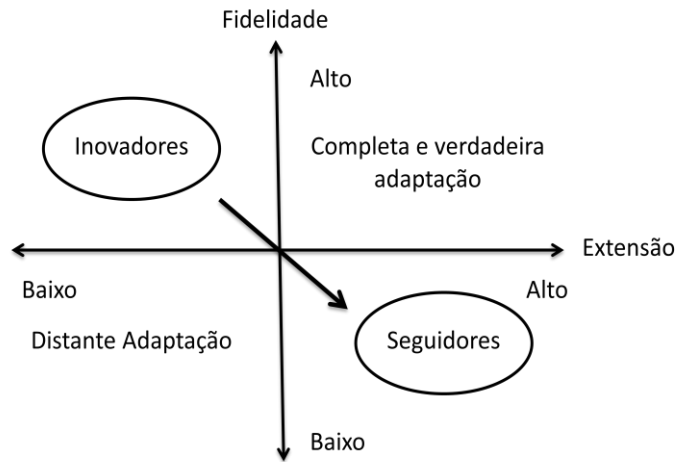 Fidelidade
Alto
Inovadores
Completa e verdadeira
adaptação
Extensão
Baixo
Alto
Distante Adaptação
Seguidores
Baixo